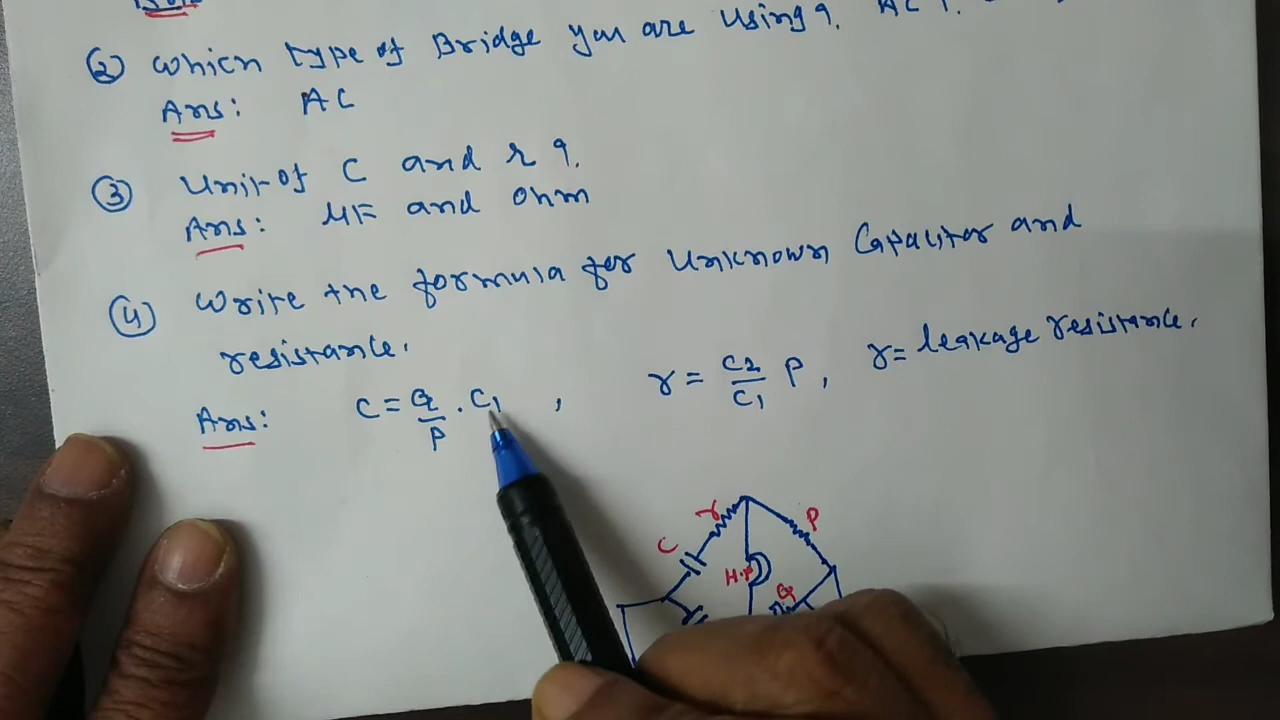 ② Which type of Bridge you are Using?. AC ?.
Ans: AC
③ Unit of C and r ?.
Ans: μF and ohm
④ Write the formula for Unknown Capacitor and
resistance.
Ans: C = Q/P . C1 , r = C2/C1 P, r = leakage resistance.
r P
C H.P
Q